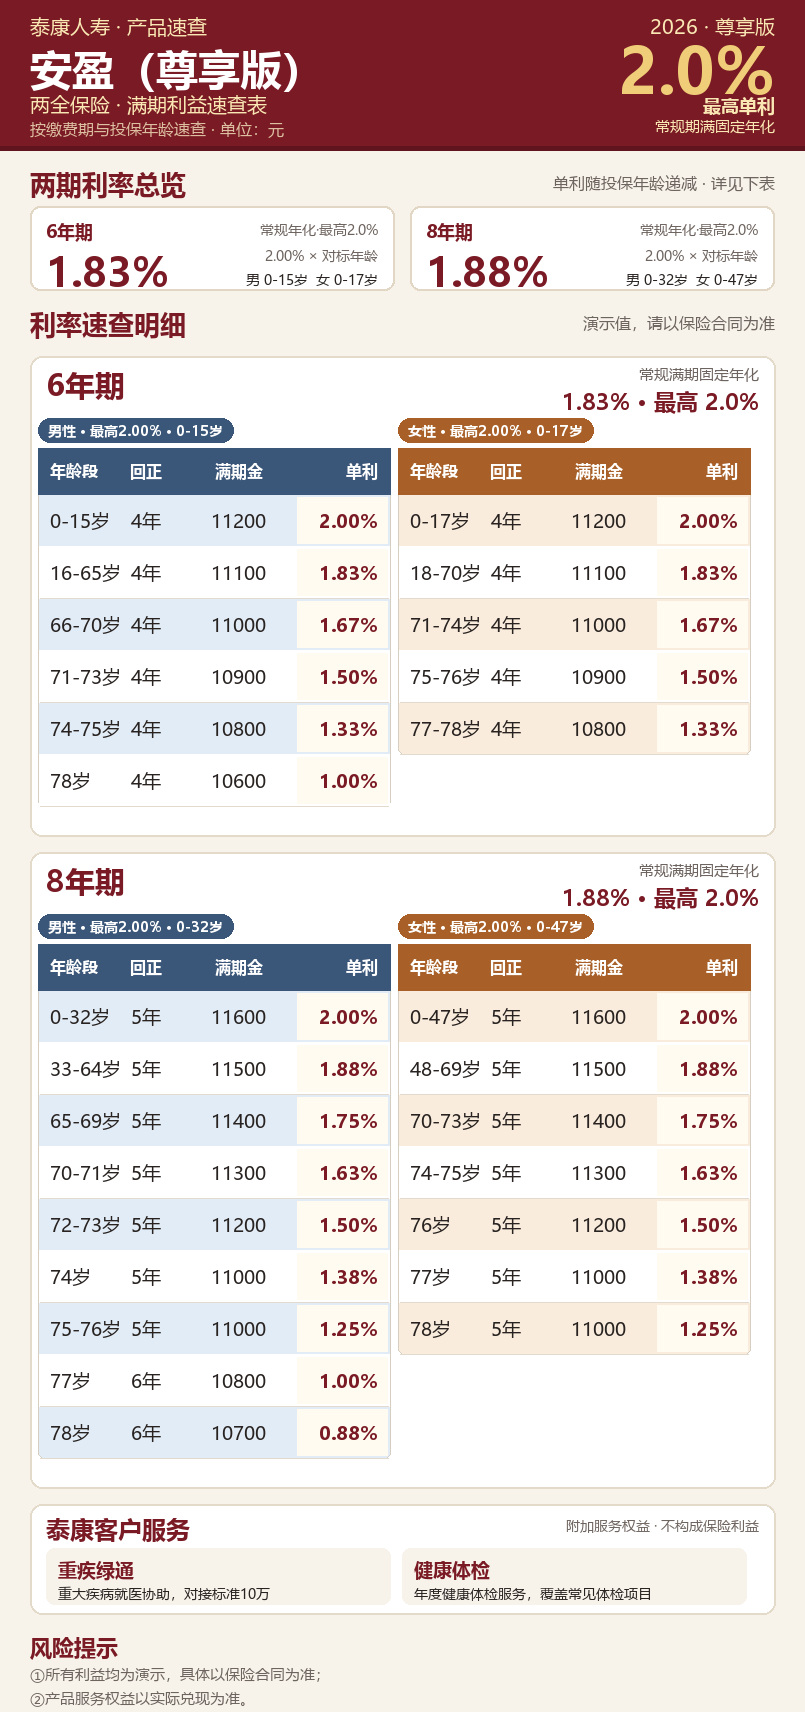 泰康人寿 · 产品速查
2026 · 尊享版
安盈（尊享版）
2.0%
两全保险 · 满期利益速查表
最高单利
按缴费期与投保年龄速查 · 单位：元
常规期满固定年化
两期利率总览
单利随投保年龄递减 · 详见下表
6年期
常规年化·最高2.0%
1.83%
2.00% × 对标年龄
男 0-15岁 女 0-17岁
8年期
常规年化·最高2.0%
1.88%
2.00% × 对标年龄
男 0-32岁 女 0-47岁
利率速查明细
演示值，请以保险合同为准
6年期
常规满期固定年化
1.83% • 最高 2.0%
男性 • 最高2.00% • 0-15岁
年龄段 回正 满期金 单利
0-15岁 4年 11200 2.00%
16-65岁 4年 11100 1.83%
66-70岁 4年 11000 1.67%
71-73岁 4年 10900 1.50%
74-75岁 4年 10800 1.33%
78岁 4年 10600 1.00%
女性 • 最高2.00% • 0-17岁
年龄段 回正 满期金 单利
0-17岁 4年 11200 2.00%
18-70岁 4年 11100 1.83%
71-74岁 4年 11000 1.67%
75-76岁 4年 10900 1.50%
77-78岁 4年 10800 1.33%
8年期
常规满期固定年化
1.88% • 最高 2.0%
男性 • 最高2.00% • 0-32岁
年龄段 回正 满期金 单利
0-32岁 5年 11600 2.00%
33-64岁 5年 11500 1.88%
65-69岁 5年 11400 1.75%
70-71岁 5年 11300 1.63%
72-73岁 5年 11200 1.50%
74岁 5年 11000 1.38%
75-76岁 5年 11000 1.25%
77岁 6年 10800 1.00%
78岁 6年 10700 0.88%
女性 • 最高2.00% • 0-47岁
年龄段 回正 满期金 单利
0-47岁 5年 11600 2.00%
48-69岁 5年 11500 1.88%
70-73岁 5年 11400 1.75%
74-75岁 5年 11300 1.63%
76岁 5年 11200 1.50%
77岁 5年 11000 1.38%
78岁 5年 11000 1.25%
泰康客户服务
附加服务权益 · 不构成保险利益
重疾绿通
重大疾病就医协助，对接标准10万
健康体检
年度健康体检服务，覆盖常见体检项目
风险提示
①所有利益均为演示，具体以保险合同为准；
②产品服务权益以实际兑现为准。